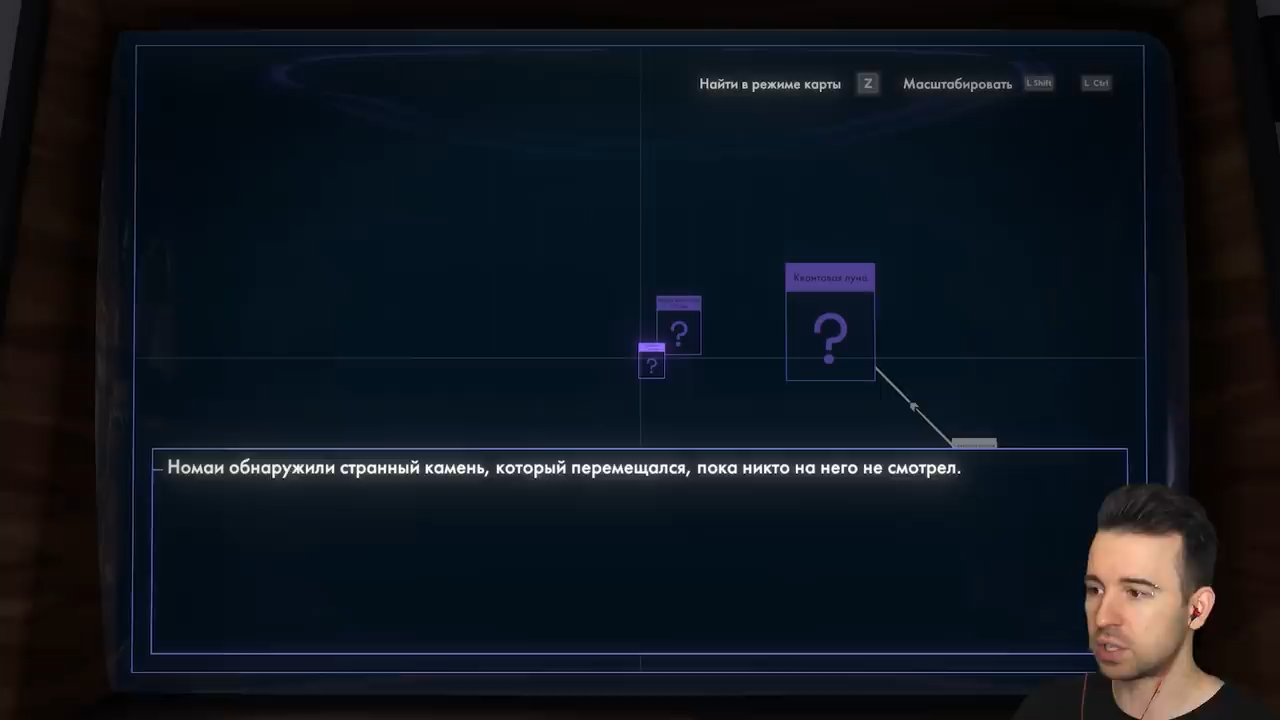 Найти в режиме карты Z Масштабировать L Shift L Ctrl
Квантовая луна
?
?
?
Номаи обнаружили странный камень, который перемещался, пока никто на него не смотрел.